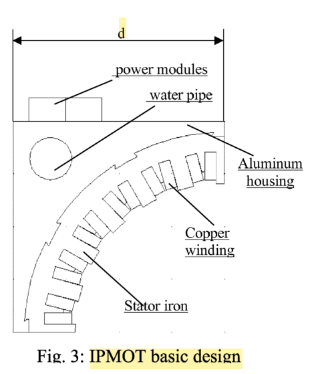 d
power modules
water pipe
Aluminum
housing
Copper
winding
Stator iron
Fig. 3: IPMOT basic design